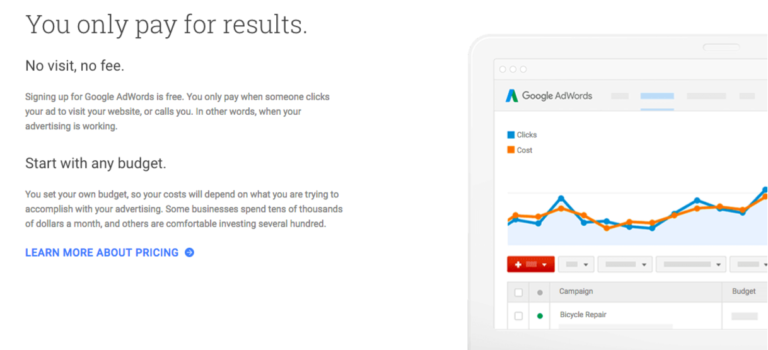 You only pay for results.
No visit, no fee.
Signing up for Google AdWords is free. You only pay when someone clicks
your ad to visit your website, or calls you. In other words, when your
advertising is working.
Start with any budget.
You set your own budget, so your costs will depend on what you are trying to
accomplish with your advertising. Some businesses spend tens of thousands
of dollars a month, and others are comfortable investing several hundred.
LEARN MORE ABOUT PRICING
Google AdWords
Clicks
Cost
Campaign
Budget
Bicycle Repair